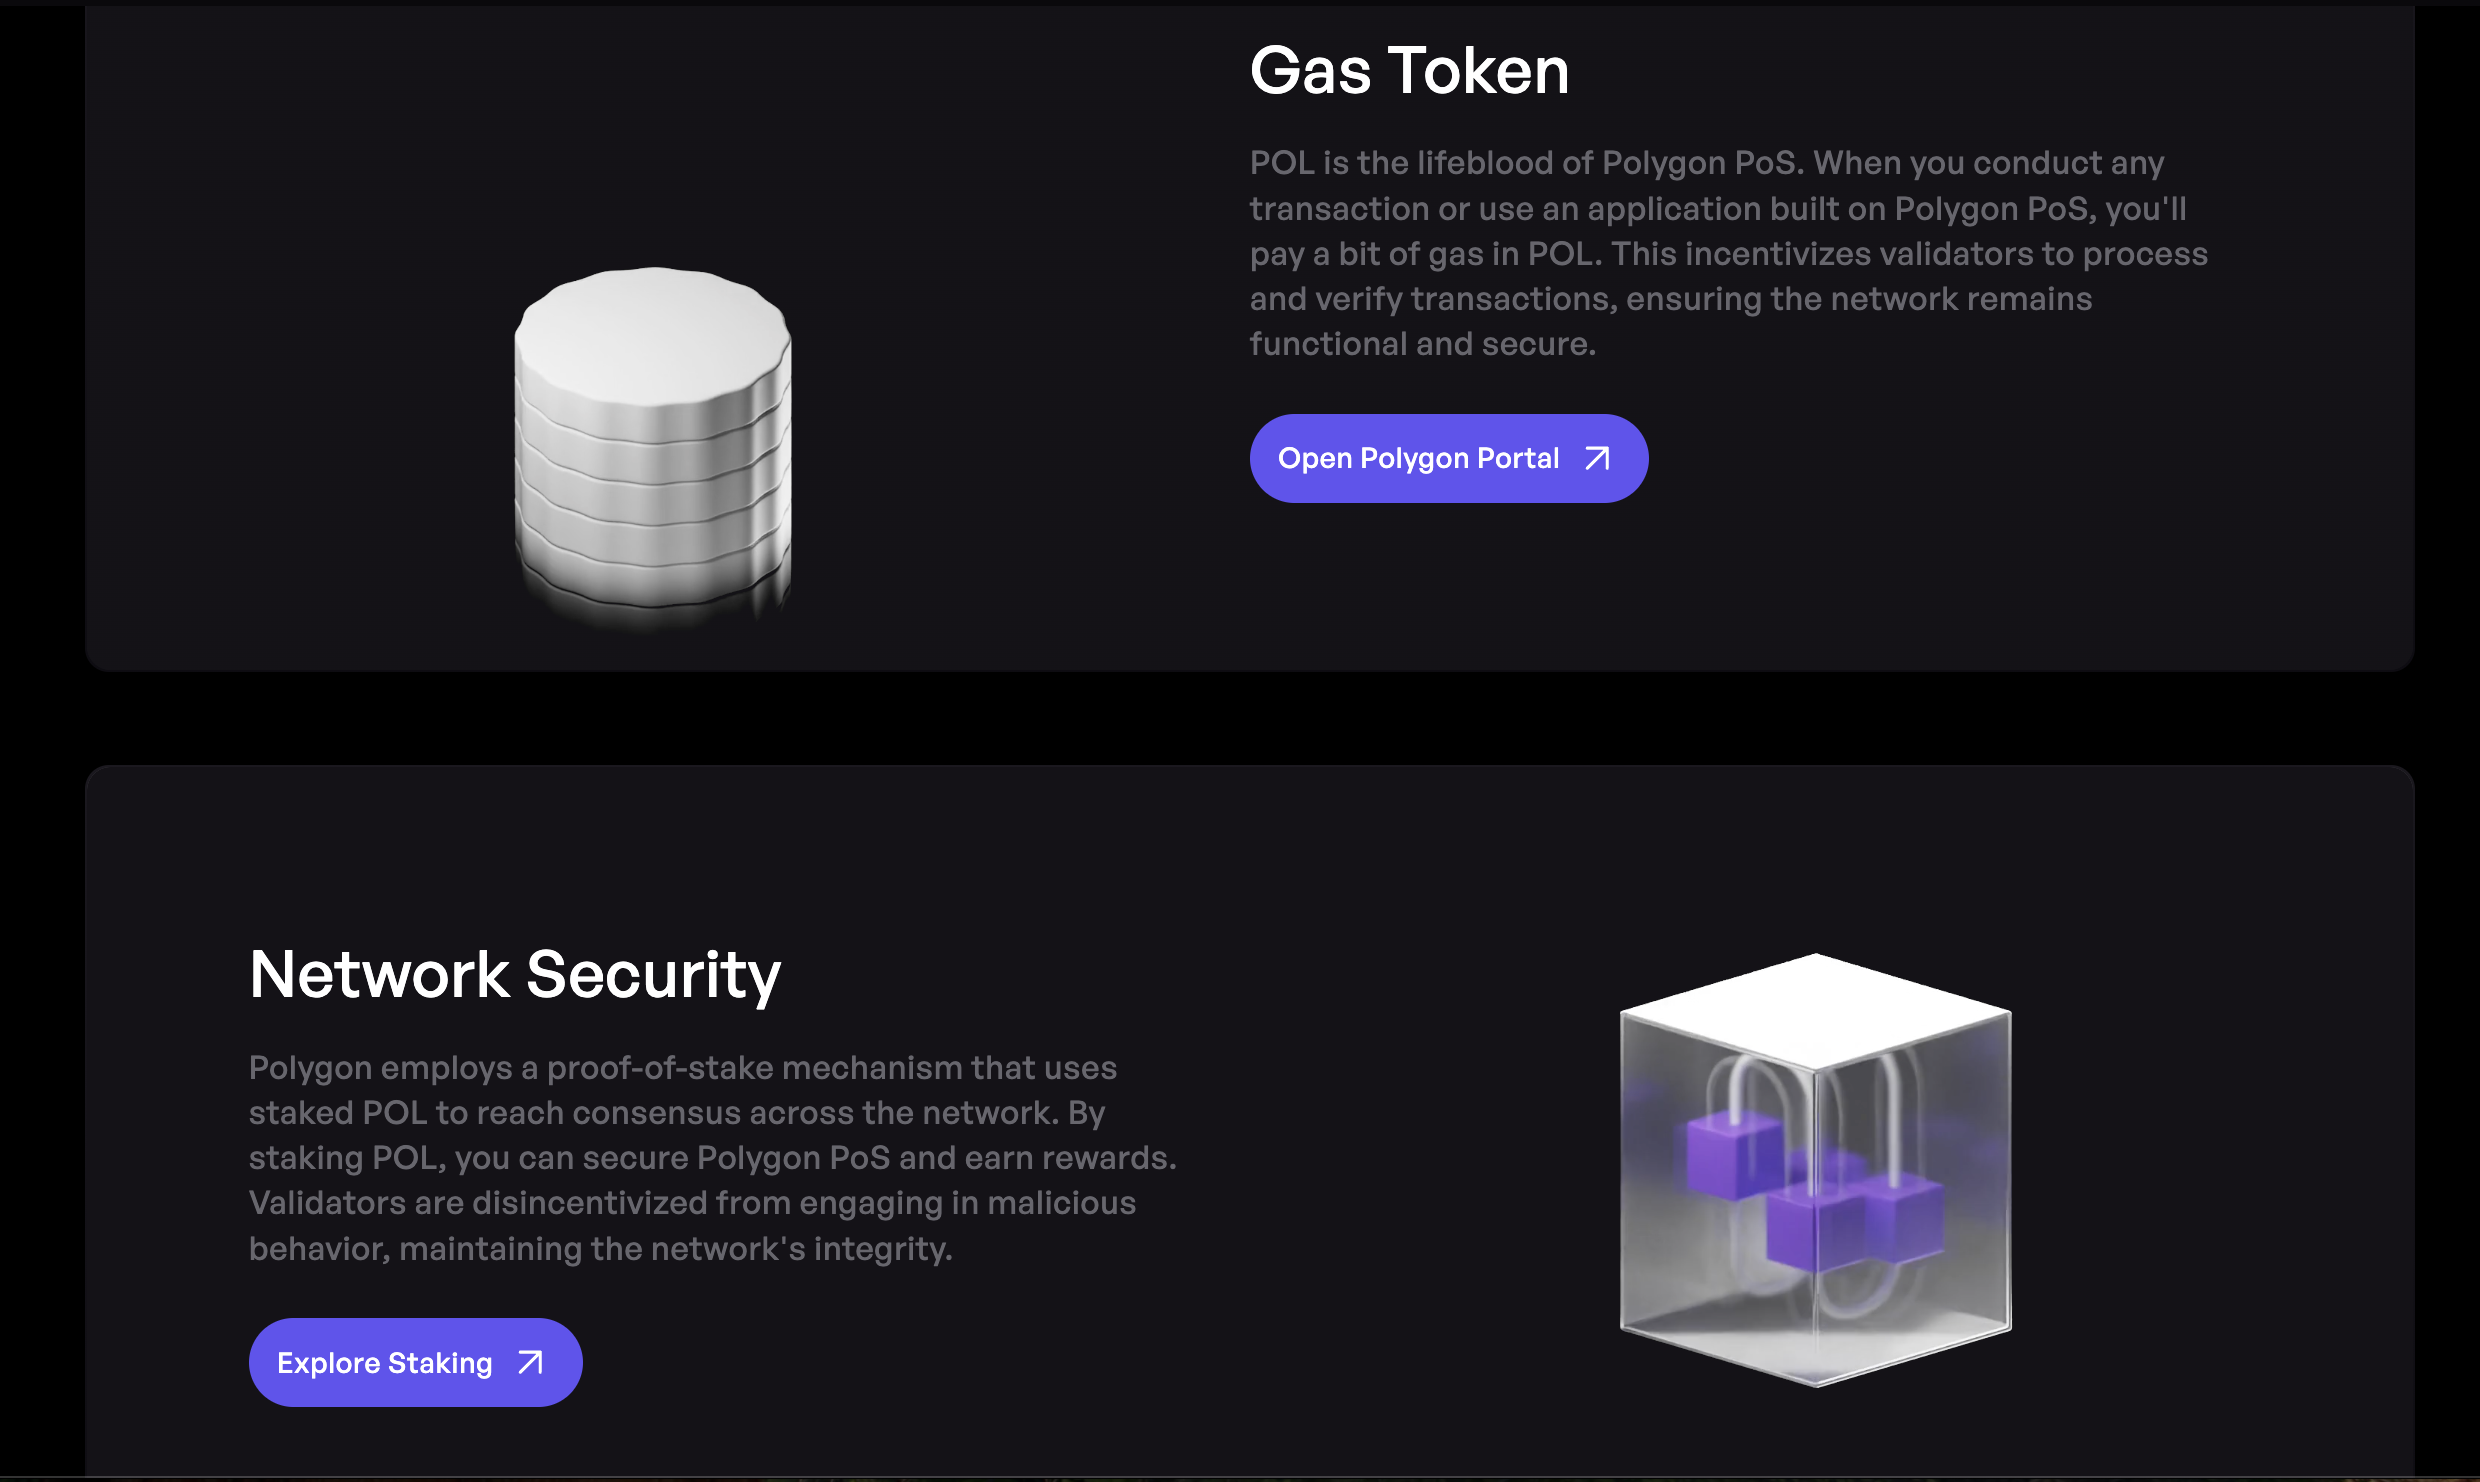 Gas Token
POL is the lifeblood of Polygon PoS. When you conduct any
transaction or use an application built on Polygon PoS, you'll
pay a bit of gas in POL. This incentivizes validators to process
and verify transactions, ensuring the network remains
functional and secure.
Open Polygon Portal
Network Security
Polygon employs a proof-of-stake mechanism that uses
staked POL to reach consensus across the network. By
staking POL, you can secure Polygon PoS and earn rewards.
Validators are disincentivized from engaging in malicious
behavior, maintaining the network's integrity.
Explore Staking